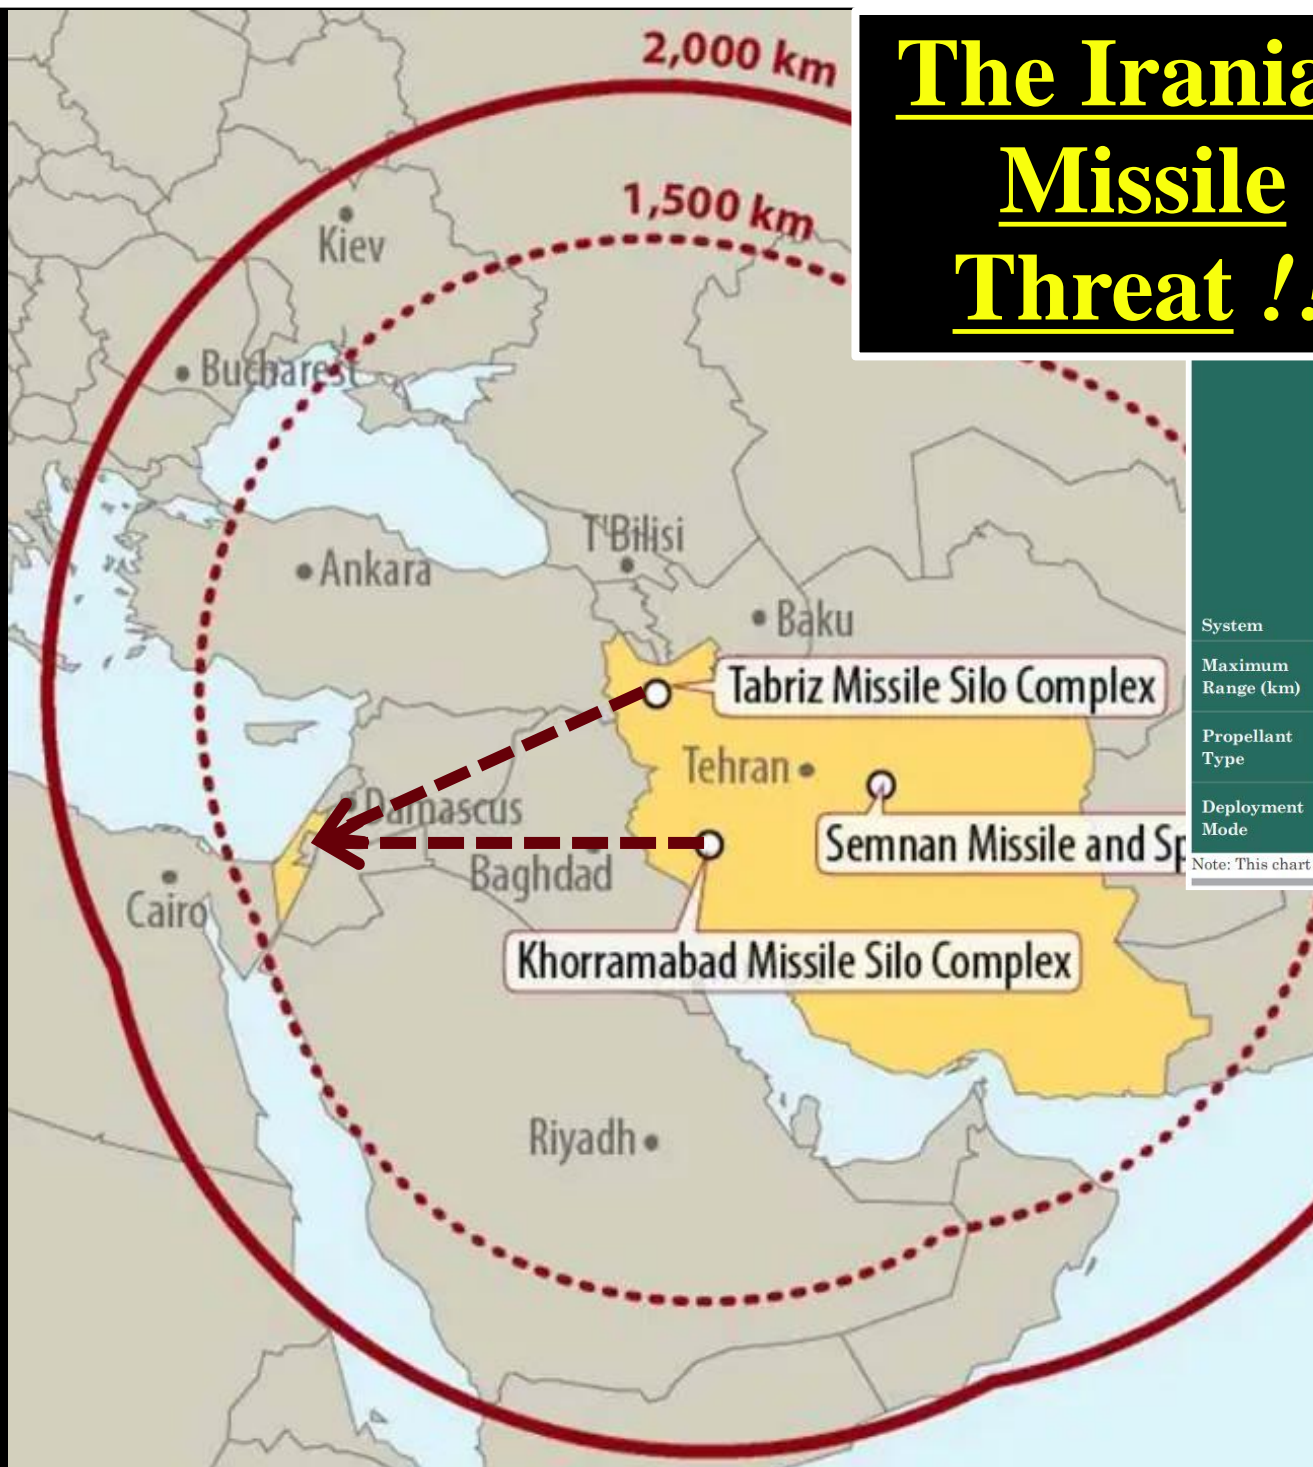 2,000 km
The Irania
Missile
Threat !!
1,500 km
Kiev
Bucharest
T'Bilisi
Ankara
Baku
System
Maximum
Range (km)
Tabriz Missile Silo Complex
Tehran
Propellant
Type
Damascus
Deployment
Mode
Semnan Missile and Sp
Note: This chart
Baghdad
Cairo
Khorramabad Missile Silo Complex
Riyadh